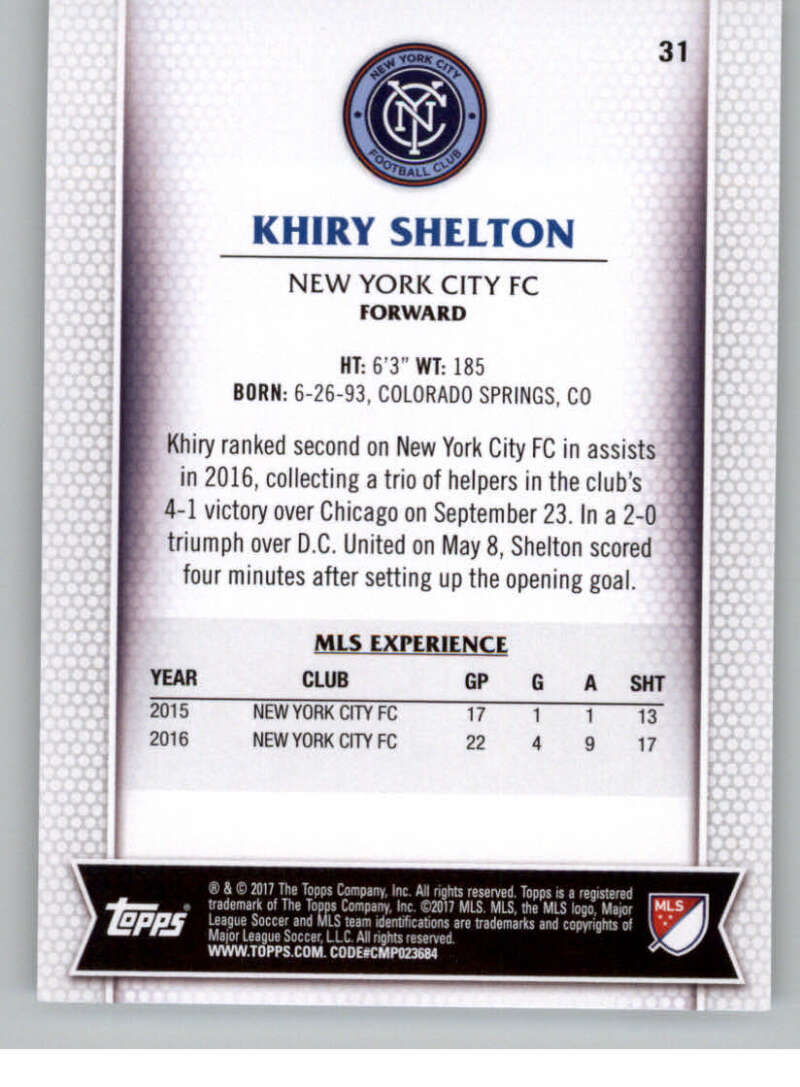 31
NEW YORK CITY
FOOTBALL CLUB
NYC
KHIRY SHELTON
NEW YORK CITY FC
FORWARD
HT: 6'3" WT: 185
BORN: 6-26-93, COLORADO SPRINGS, CO
Khiry ranked second on New York City FC in assists
in 2016, collecting a trio of helpers in the club's
4-1 victory over Chicago on September 23. In a 2-0
triumph over D.C. United on May 8, Shelton scored
four minutes after setting up the opening goal.
MLS EXPERIENCE
YEAR CLUB GP G A SHT
2015 NEW YORK CITY FC 17 1 1 13
2016 NEW YORK CITY FC 22 4 9 17
Topps®
® & © 2017 The Topps Company, Inc. All rights reserved. Topps is a registered
trademark of The Topps Company, Inc. ©2017 MLS. MLS, the MLS logo, Major
League Soccer and MLS team identifications are trademarks and copyrights of
Major League Soccer, L.L.C. All rights reserved.
WWW.TOPPS.COM. CODE#CMP023684
MLS